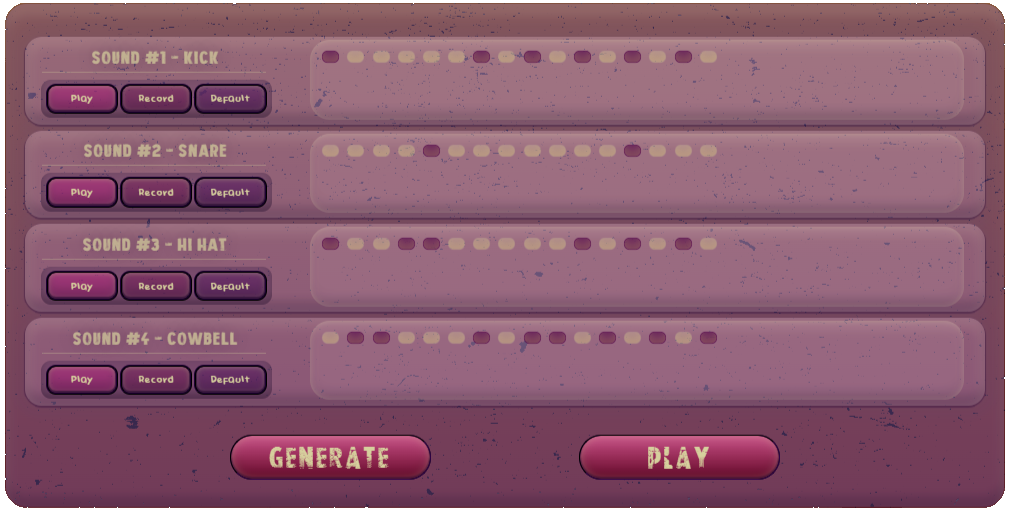 SOUND #1 - KICK
Play Record Default
SOUND #2 - SNARE
Play Record Default
SOUND #3 - HI HAT
Play Record Default
SOUND #4 - COWBELL
Play Record Default
GENERATE PLAY